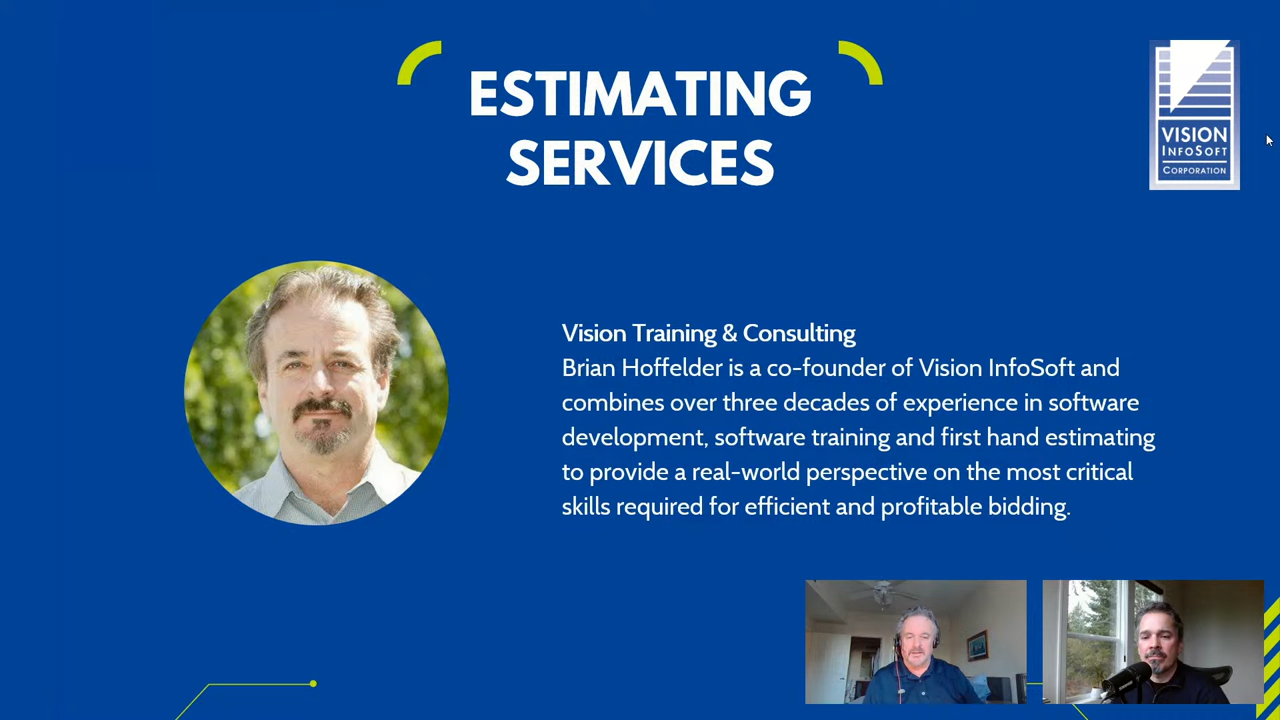 ESTIMATING
SERVICES
VISION
INFOSOFT
CORPORATION
Vision Training & Consulting
Brian Hoffelder is a co-founder of Vision InfoSoft and
combines over three decades of experience in software
development, software training and first hand estimating
to provide a real-world perspective on the most critical
skills required for efficient and profitable bidding.